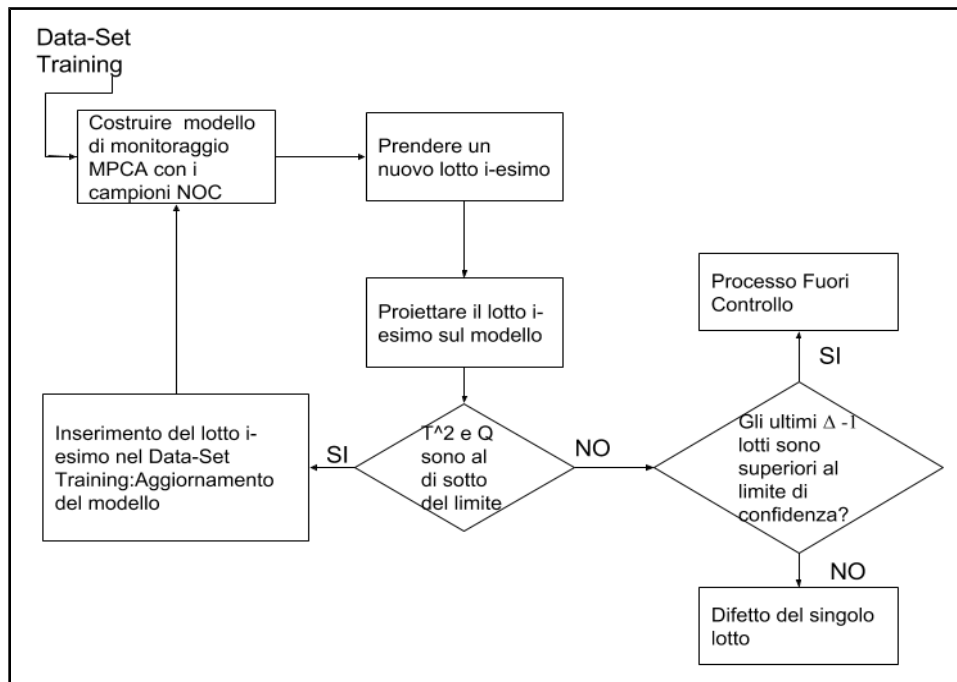 Data-Set
Training
Costruire modello
di monitoraggio
MPCA con i
campioni NOC
Prendere un
nuovo lotto i-esimo
Proiettare il lotto i-
esimo sul modello
Processo Fuori
Controllo
SI
Inserimento del lotto i-
esimo nel Data-Set
Training:Aggiornamento
del modello
SI
T^2 e Q
sono al
di sotto
del limite
NO
Gli ultimi Δ -1
lotti sono
superiori al
limite di
confidenza?
NO
Difetto del singolo
lotto